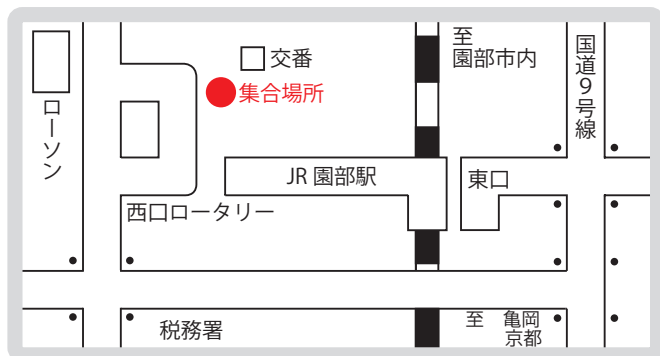 ローソン
交番
集合場所
至
園部市内
国道9号線
JR 園部駅
東口
西口ロータリー
税務署
至 亀岡
京都